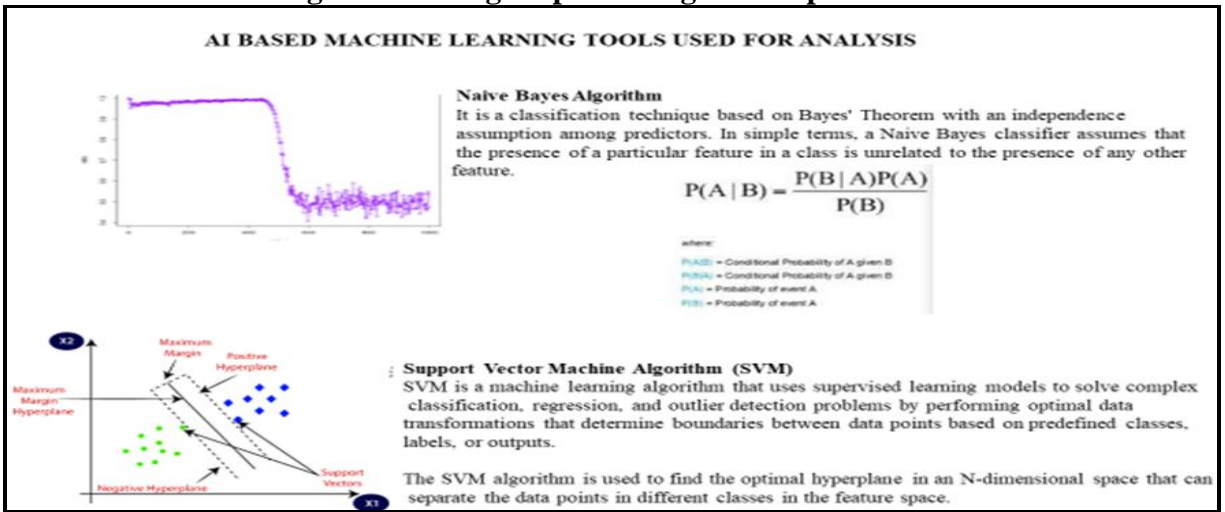 AI BASED MACHINE LEARNING TOOLS USED FOR ANALYSIS
Naive Bayes Algorithm
It is a classification technique based on Bayes' Theorem with an independence
assumption among predictors. In simple terms, a Naive Bayes classifier assumes that
the presence of a particular feature in a class is unrelated to the presence of any other
feature.
P(A | B) = P(B | A)P(A)
P(B)
where:
P(A|B) = Conditional Probability of A given B
P(B|A) = Conditional Probability of A given B
P(A) = Probability of event A
P(B) = Probability of event A
X2
Maximum
Margin
Positive
Hyperplane
Maximum
Margin
Hyperplane
Support
Vectors
Negative Hyperplane
X1
Support Vector Machine Algorithm (SVM)
SVM is a machine learning algorithm that uses supervised learning models to solve complex
classification, regression, and outlier detection problems by performing optimal data
transformations that determine boundaries between data points based on predefined classes,
labels, or outputs.
The SVM algorithm is used to find the optimal hyperplane in an N-dimensional space that can
separate the data points in different classes in the feature space.